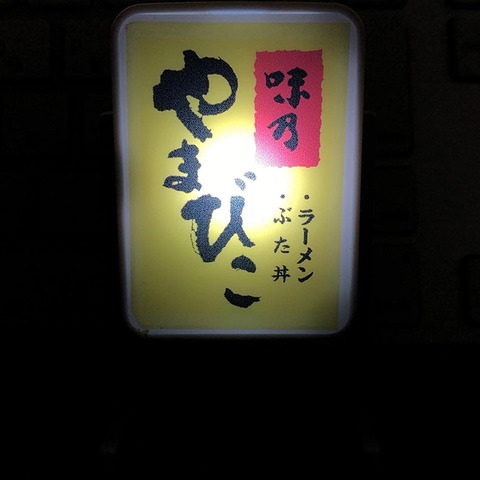 味乃
やまびこ
・ラーメン
・ぶた丼